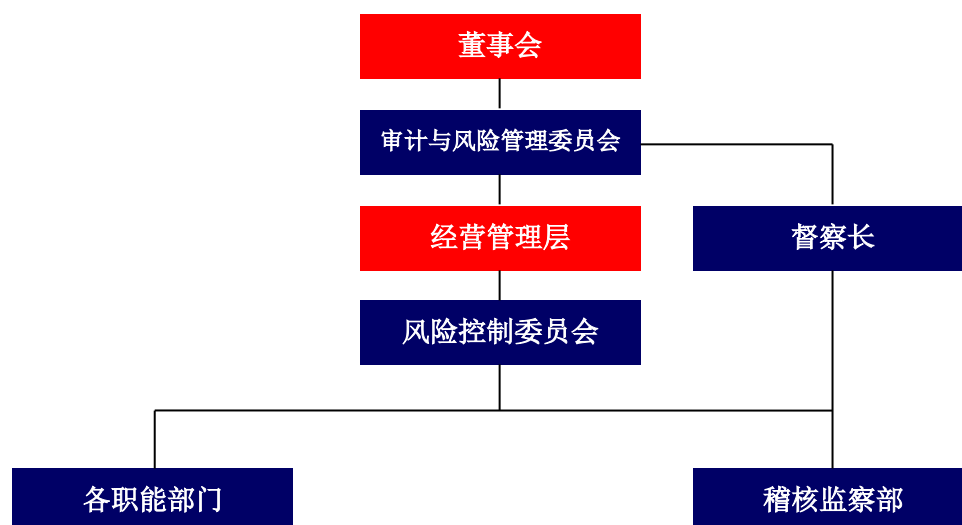 董事会
审计与风险管理委员会
经营管理层
督察长
风险控制委员会
各职能部门
稽核监察部